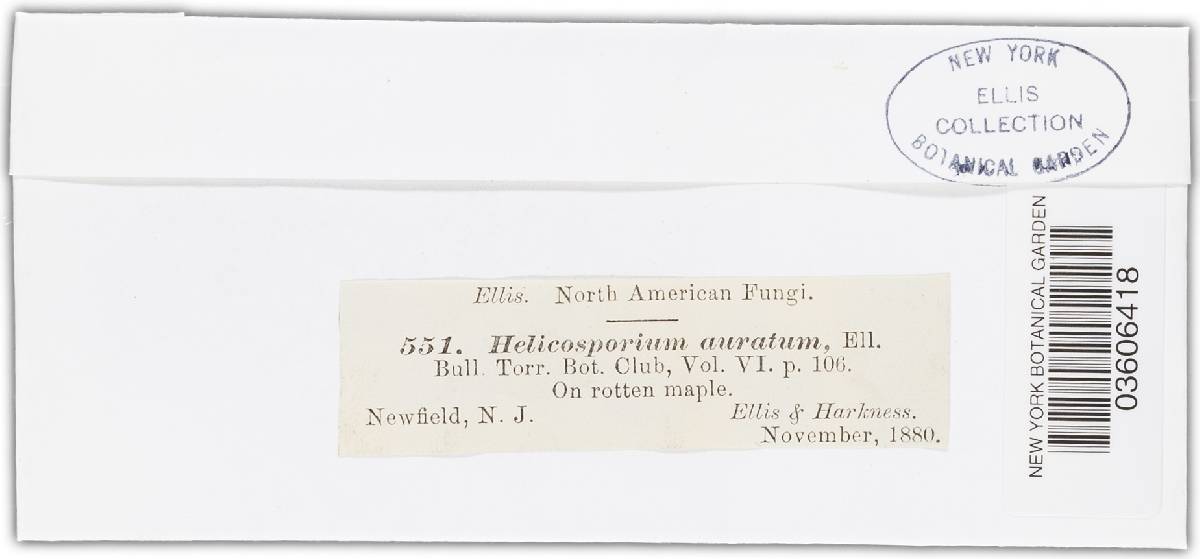 NEW YORK
ELLIS
COLLECTION
BOTANICAL GARDEN
Ellis. North American Fungi.
551. Helicosporium auratum, Ell.
Bull. Torr. Bot. Club, Vol. VI. p. 106.
On rotten maple.
Newfield, N. J. Ellis & Harkness.
November, 1880.
NEW YORK BOTANICAL GARDEN
03606418